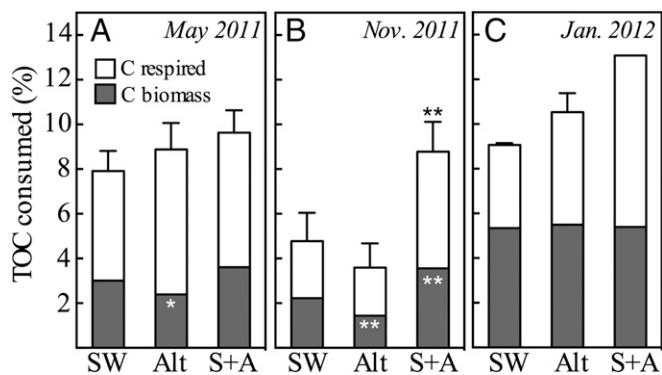 A May 2011 B Nov. 2011 C Jan. 2012
C respired
C biomass
TOC consumed (%)
14
12
10
8
6
4
2
**
*
**
**
SW Alt S+A SW Alt S+A SW Alt S+A